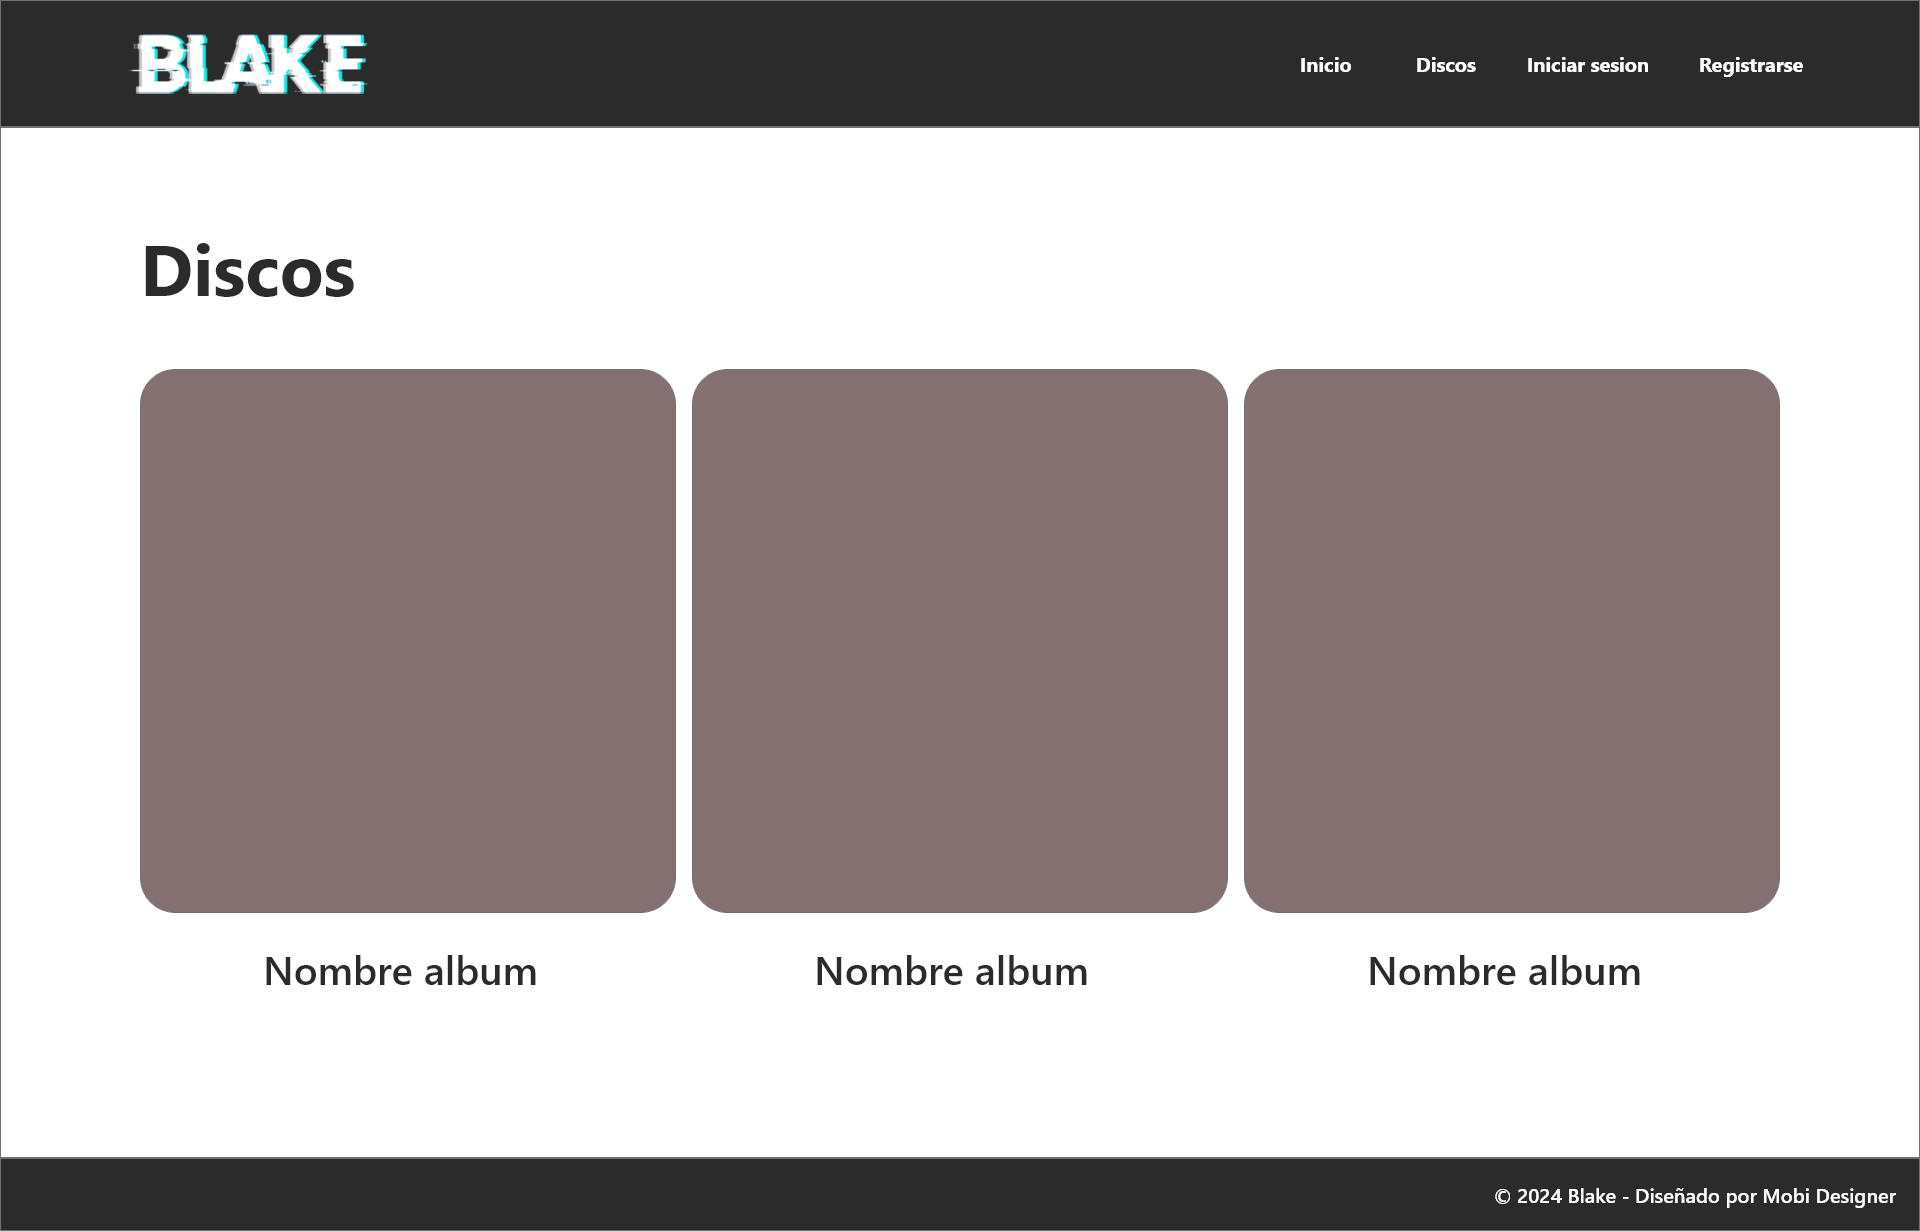 BLAKE
Inicio Discos Iniciar sesion Registrarse
Discos
Nombre album Nombre album Nombre album
© 2024 Blake - Diseñado por Mobi Designer